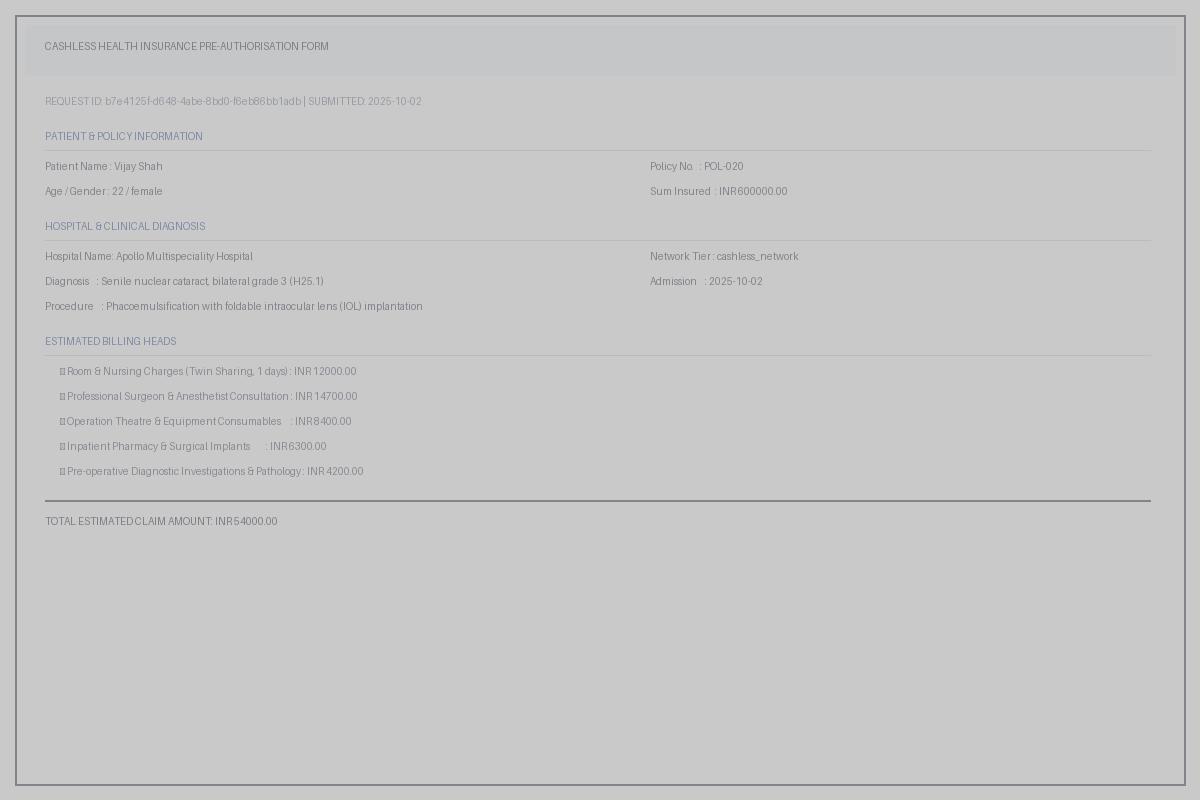 CASHLESS HEALTH INSURANCE PRE-AUTHORISATION FORM
REQUEST ID: b7e4125f-d648-4abe-8bd0-f6eb86bb1adb | SUBMITTED: 2025-10-02
PATIENT & POLICY INFORMATION
Patient Name : Vijay Shah
Policy No. : POL-020
Age / Gender : 22 / female
Sum Insured : INR 600000.00
HOSPITAL & CLINICAL DIAGNOSIS
Hospital Name: Apollo Multispeciality Hospital
Network Tier : cashless_network
Diagnosis : Senile nuclear cataract, bilateral grade 3 (H25.1)
Admission : 2025-10-02
Procedure : Phacoemulsification with foldable intraocular lens (IOL) implantation
ESTIMATED BILLING HEADS
Room & Nursing Charges (Twin Sharing, 1 days) : INR 12000.00
Professional Surgeon & Anesthetist Consultation : INR 14700.00
Operation Theatre & Equipment Consumables : INR 8400.00
Inpatient Pharmacy & Surgical Implants : INR 6300.00
Pre-operative Diagnostic Investigations & Pathology : INR 4200.00
TOTAL ESTIMATED CLAIM AMOUNT: INR 54000.00